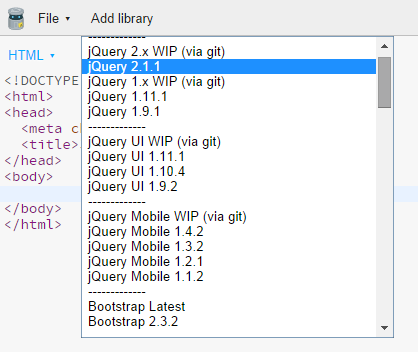 File ▾ Add library
HTML ▾
<!DOCTYPE
<html>
<head>
<meta ch
<title>
</head>
<body>
</body>
</html>
-------------
jQuery 2.x WIP (via git)
jQuery 2.1.1
jQuery 1.x WIP (via git)
jQuery 1.11.1
jQuery 1.9.1
-------------
jQuery UI WIP (via git)
jQuery UI 1.11.1
jQuery UI 1.10.4
jQuery UI 1.9.2
-------------
jQuery Mobile WIP (via git)
jQuery Mobile 1.4.2
jQuery Mobile 1.3.2
jQuery Mobile 1.2.1
jQuery Mobile 1.1.2
-------------
Bootstrap Latest
Bootstrap 2.3.2